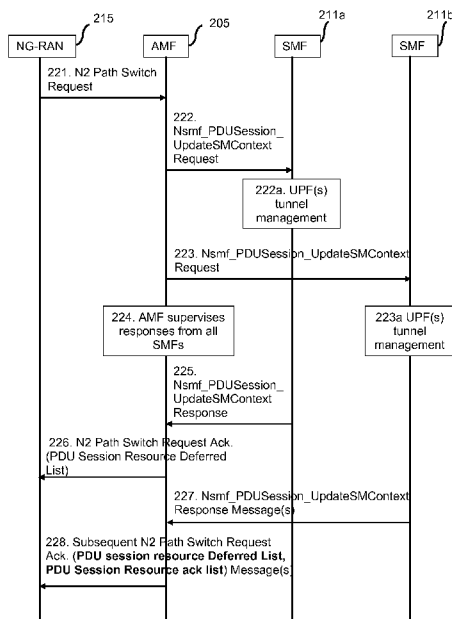 215
205
211a
211b
NG-RAN
AMF
SMF
SMF
221. N2 Path Switch
Request
222.
Nsmf_PDUSession_
UpdateSMContext
Request
222a. UPF(s)
tunnel
management
223. Nsmf_PDUSession_UpdateSMContext
Request
224. AMF supervises
responses from all
SMFs
223a UPF(s)
tunnel
management
225.
Nsmf_PDUSession_
UpdateSMContext
Response
226. N2 Path Switch Request Ack.
(PDU Session Resource Deferred
List)
227. Nsmf_PDUSession_UpdateSMContext
Response Message(s)
228. Subsequent N2 Path Switch Request
Ack. (PDU session resource Deferred List,
PDU Session Resource ack list) Message(s)